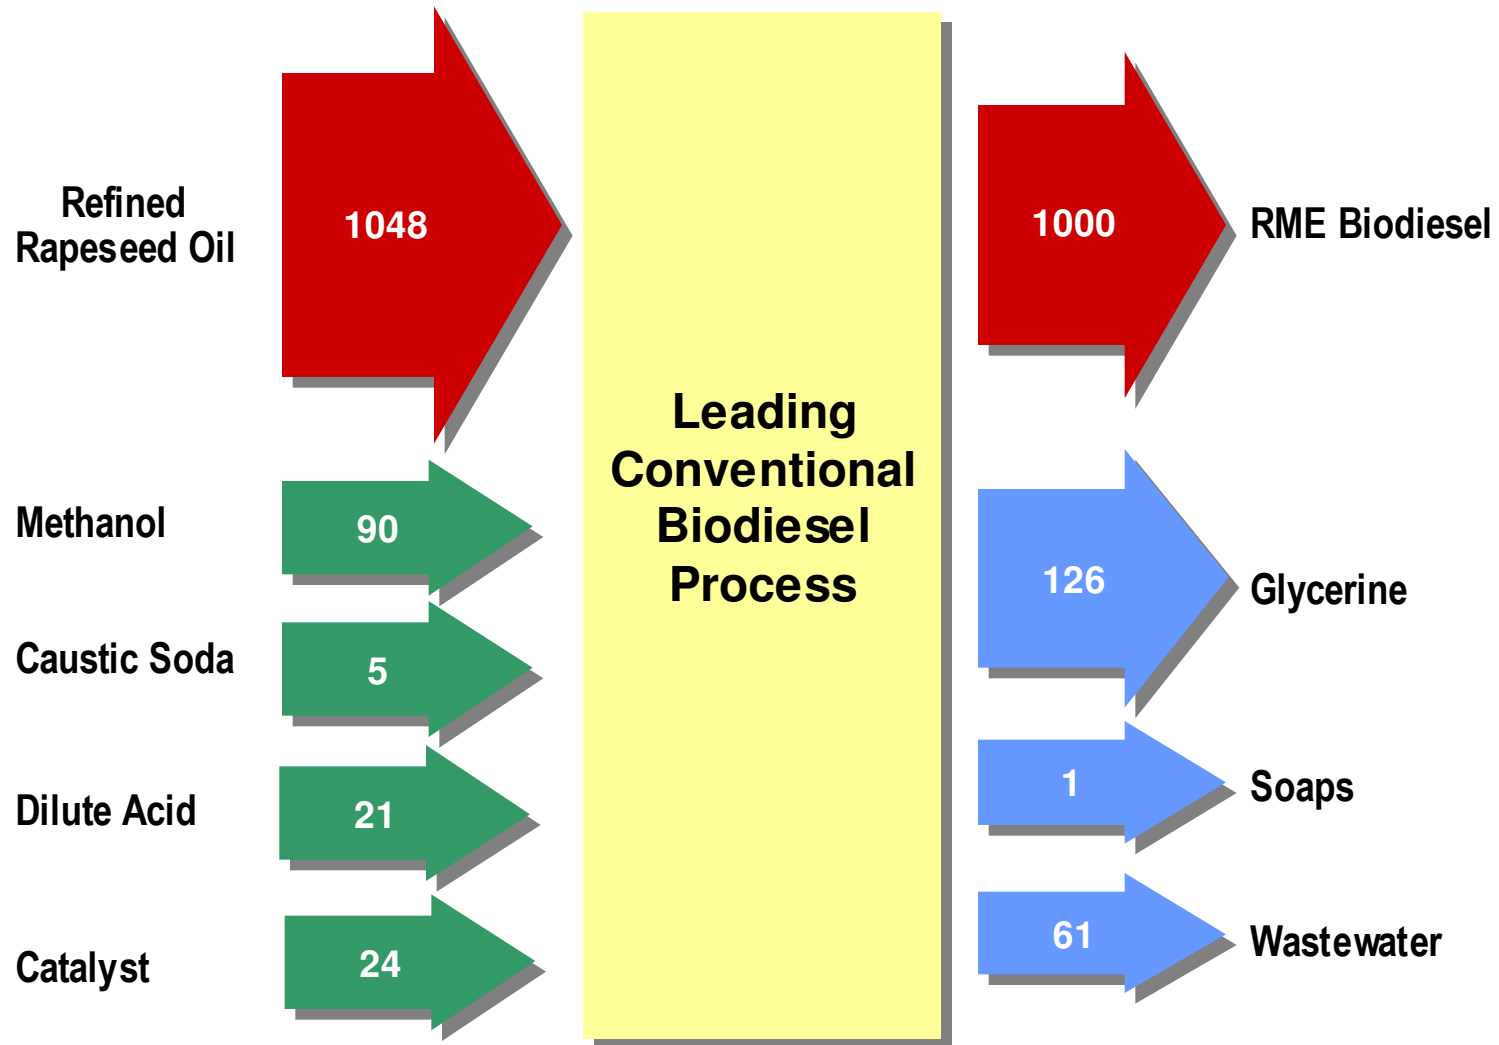 Refined
Rapeseed Oil
1048
Methanol
90
Caustic Soda
5
Dilute Acid
21
Catalyst
24
Leading
Conventional
Biodiesel
Process
1000
RME Biodiesel
126
Glycerine
1
Soaps
61
Wastewater